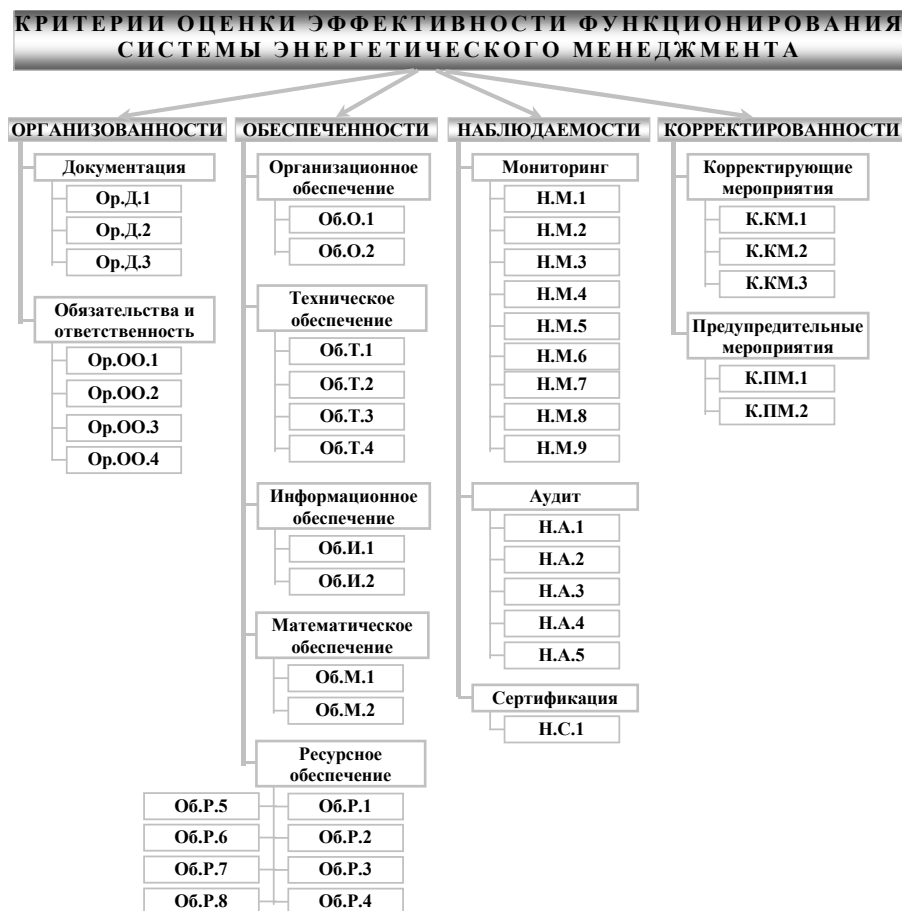 КРИТЕРИИ ОЦЕНКИ ЭФФЕКТИВНОСТИ ФУНКЦИОНИРОВАНИЯ
СИСТЕМЫ ЭНЕРГЕТИЧЕСКОГО МЕНЕДЖМЕНТА
ОРГАНИЗОВАННОСТИ
Документация
Ор.Д.1
Ор.Д.2
Ор.Д.3
Обязательства и
ответственность
Ор.ОО.1
Ор.ОО.2
Ор.ОО.3
Ор.ОО.4
ОБЕСПЕЧЕННОСТИ
Организационное
обеспечение
Об.О.1
Об.О.2
Техническое
обеспечение
Об.Т.1
Об.Т.2
Об.Т.3
Об.Т.4
Информационное
обеспечение
Об.И.1
Об.И.2
Математическое
обеспечение
Об.М.1
Об.М.2
Ресурсное
обеспечение
Об.Р.1
Об.Р.2
Об.Р.3
Об.Р.4
Об.Р.5
Об.Р.6
Об.Р.7
Об.Р.8
НАБЛЮДАЕМОСТИ
Мониторинг
Н.М.1
Н.М.2
Н.М.3
Н.М.4
Н.М.5
Н.М.6
Н.М.7
Н.М.8
Н.М.9
Аудит
Н.А.1
Н.А.2
Н.А.3
Н.А.4
Н.А.5
Сертификация
Н.С.1
КОРРЕКТИРОВАННОСТИ
Корректирующие
мероприятия
К.КМ.1
К.КМ.2
К.КМ.3
Предупредительные
мероприятия
К.ПМ.1
К.ПМ.2